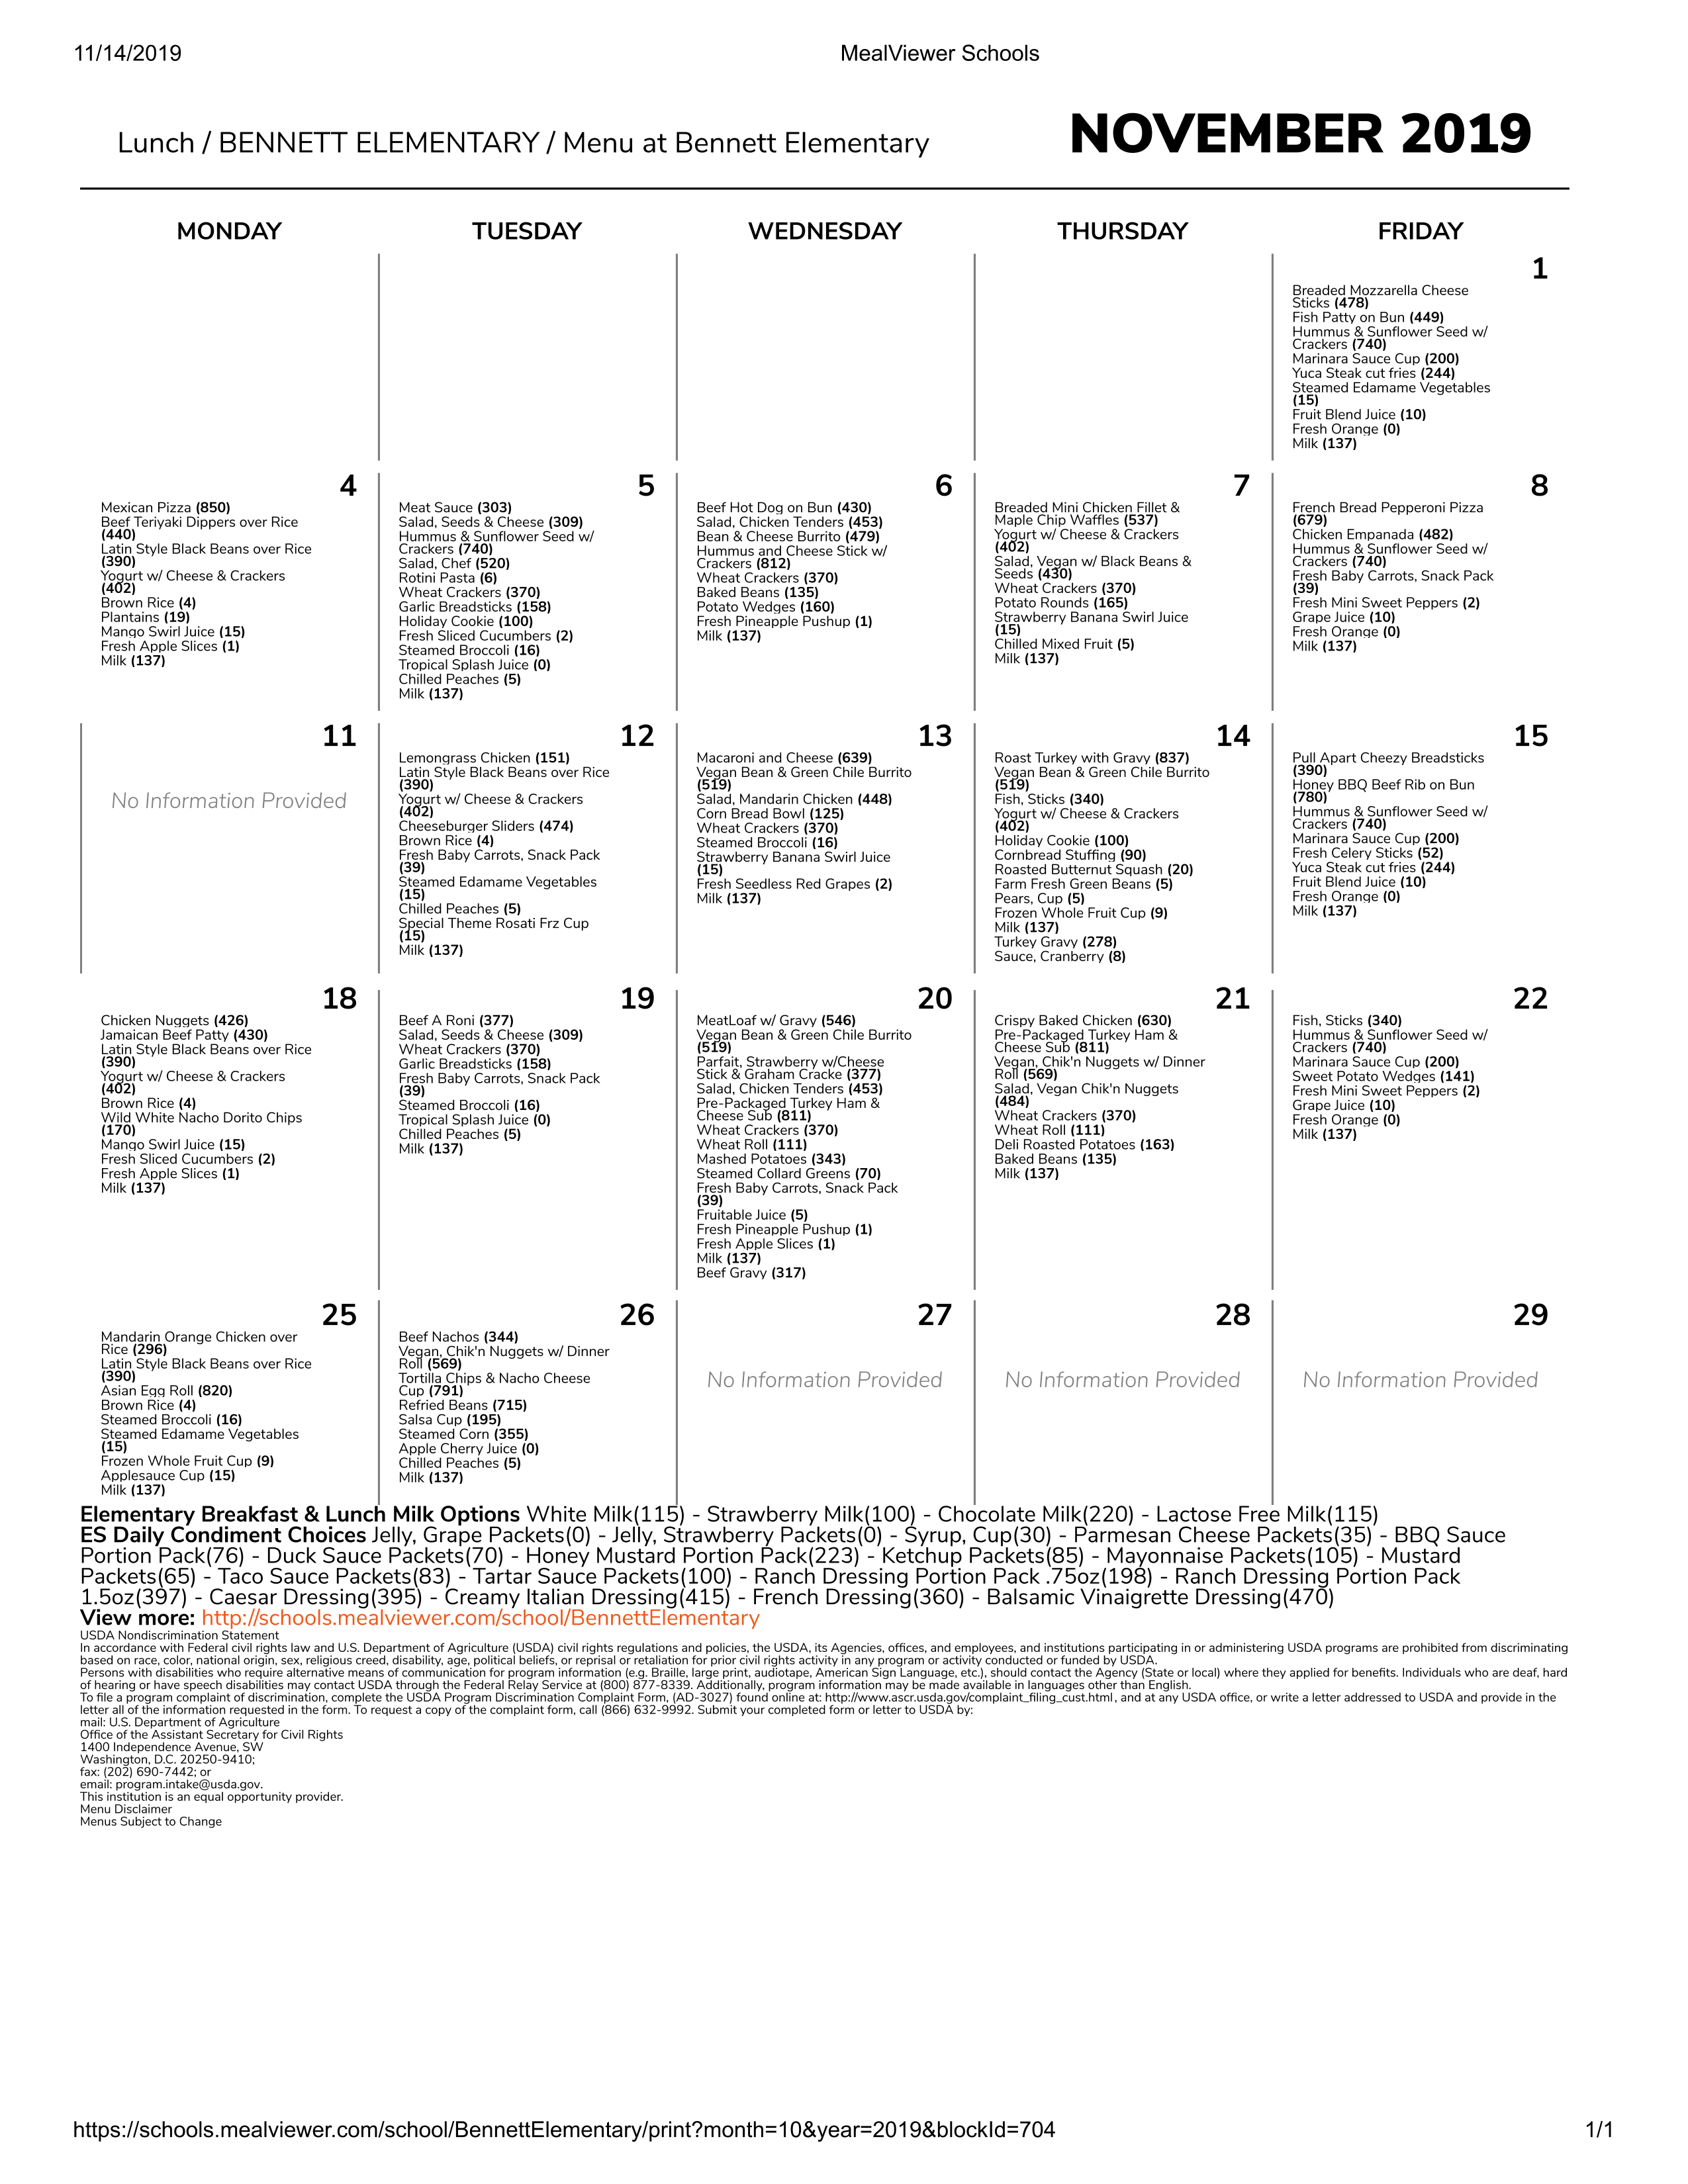 11/14/2019
MealViewer Schools
Lunch / BENNETT ELEMENTARY / Menu at Bennett Elementary
NOVEMBER 2019
MONDAY
TUESDAY
WEDNESDAY
THURSDAY
FRIDAY
1
Breaded Mozzarella Cheese
Sticks (478)
Fish Patty on Bun (449)
Hummus & Sunflower Seed w/
Crackers (740)
Marinara Sauce Cup (200)
Yuca Steak cut fries (244)
Steamed Edamame Vegetables
(15)
Fruit Blend Juice (10)
Fresh Orange (0)
Milk (137)
4
Mexican Pizza (850)
Beef Teriyaki Dippers over Rice
(440)
Latin Style Black Beans over Rice
(390)
Yogurt w/ Cheese & Crackers
(402)
Brown Rice (4)
Plantains (19)
Mango Swirl Juice (15)
Fresh Apple Slices (1)
Milk (137)
5
Meat Sauce (303)
Salad, Seeds & Cheese (309)
Hummus & Sunflower Seed w/
Crackers (740)
Salad, Chef (520)
Rotini Pasta (6)
Wheat Crackers (370)
Garlic Breadsticks (158)
Holiday Cookie (100)
Fresh Sliced Cucumbers (2)
Steamed Broccoli (16)
Tropical Splash Juice (0)
Chilled Peaches (5)
Milk (137)
6
Beef Hot Dog on Bun (430)
Salad, Chicken Tenders (453)
Bean & Cheese Burrito (479)
Hummus and Cheese Stick w/
Crackers (812)
Wheat Crackers (370)
Baked Beans (135)
Potato Wedges (160)
Fresh Pineapple Pushup (1)
Milk (137)
7
Breaded Mini Chicken Fillet &
Maple Chip Waffles (537)
Yogurt w/ Cheese & Crackers
(402)
Salad, Vegan w/ Black Beans &
Seeds (430)
Wheat Crackers (370)
Potato Rounds (165)
Strawberry Banana Swirl Juice
(15)
Chilled Mixed Fruit (5)
Milk (137)
8
French Bread Pepperoni Pizza
(679)
Chicken Empanada (482)
Hummus & Sunflower Seed w/
Crackers (740)
Fresh Baby Carrots, Snack Pack
(39)
Fresh Mini Sweet Peppers (2)
Grape Juice (10)
Fresh Orange (0)
Milk (137)
11
No Information Provided
12
Lemongrass Chicken (151)
Latin Style Black Beans over Rice
(390)
Yogurt w/ Cheese & Crackers
(402)
Cheeseburger Sliders (474)
Brown Rice (4)
Fresh Baby Carrots, Snack Pack
(39)
Steamed Edamame Vegetables
(15)
Chilled Peaches (5)
Special Theme Rosati Frz Cup
(15)
Milk (137)
13
Macaroni and Cheese (639)
Vegan Bean & Green Chile Burrito
(519)
Salad, Mandarin Chicken (448)
Corn Bread Bowl (125)
Wheat Crackers (370)
Steamed Broccoli (16)
Strawberry Banana Swirl Juice
(15)
Fresh Seedless Red Grapes (2)
Milk (137)
14
Roast Turkey with Gravy (837)
Vegan Bean & Green Chile Burrito
(519)
Fish, Sticks (340)
Yogurt w/ Cheese & Crackers
(402)
Holiday Cookie (100)
Cornbread Stuffing (90)
Roasted Butternut Squash (20)
Farm Fresh Green Beans (5)
Pears, Cup (5)
Frozen Whole Fruit Cup (9)
Milk (137)
Turkey Gravy (278)
Sauce, Cranberry (8)
15
Pull Apart Cheezy Breadsticks
(390)
Honey BBQ Beef Rib on Bun
(780)
Hummus & Sunflower Seed w/
Crackers (740)
Marinara Sauce Cup (200)
Fresh Celery Sticks (52)
Yuca Steak cut fries (244)
Fruit Blend Juice (10)
Fresh Orange (0)
Milk (137)
18
Chicken Nuggets (426)
Jamaican Beef Patty (430)
Latin Style Black Beans over Rice
(390)
Yogurt w/ Cheese & Crackers
(402)
Brown Rice (4)
Wild White Nacho Dorito Chips
(170)
Mango Swirl Juice (15)
Fresh Sliced Cucumbers (2)
Fresh Apple Slices (1)
Milk (137)
19
Beef A Roni (377)
Salad, Seeds & Cheese (309)
Wheat Crackers (370)
Garlic Breadsticks (158)
Fresh Baby Carrots, Snack Pack
(39)
Steamed Broccoli (16)
Tropical Splash Juice (0)
Chilled Peaches (5)
Milk (137)
20
MeatLoaf w/ Gravy (546)
Vegan Bean & Green Chile Burrito
(519)
Parfait, Strawberry w/Cheese
Stick & Graham Cracke (377)
Salad, Chicken Tenders (453)
Pre-Packaged Turkey Ham &
Cheese Sub (811)
Wheat Crackers (370)
Wheat Roll (111)
Mashed Potatoes (343)
Steamed Collard Greens (70)
Fresh Baby Carrots, Snack Pack
(39)
Fruitable Juice (5)
Fresh Pineapple Pushup (1)
Fresh Apple Slices (1)
Milk (137)
Beef Gravy (317)
21
Crispy Baked Chicken (630)
Pre-Packaged Turkey Ham &
Cheese Sub (811)
Vegan, Chik'n Nuggets w/ Dinner
Roll (569)
Salad, Vegan Chik'n Nuggets
(484)
Wheat Crackers (370)
Wheat Roll (111)
Deli Roasted Potatoes (163)
Baked Beans (135)
Milk (137)
22
Fish, Sticks (340)
Hummus & Sunflower Seed w/
Crackers (740)
Marinara Sauce Cup (200)
Sweet Potato Wedges (141)
Fresh Mini Sweet Peppers (2)
Grape Juice (10)
Fresh Orange (0)
Milk (137)
25
Mandarin Orange Chicken over
Rice (296)
Latin Style Black Beans over Rice
(390)
Asian Egg Roll (820)
Brown Rice (4)
Steamed Broccoli (16)
Steamed Edamame Vegetables
(15)
Frozen Whole Fruit Cup (9)
Applesauce Cup (15)
Milk (137)
26
Beef Nachos (344)
Vegan, Chik'n Nuggets w/ Dinner
Roll (569)
Tortilla Chips & Nacho Cheese
Cup (791)
Refried Beans (715)
Salsa Cup (195)
Steamed Corn (355)
Apple Cherry Juice (0)
Chilled Peaches (5)
Milk (137)
27
No Information Provided
28
No Information Provided
29
No Information Provided
Elementary Breakfast & Lunch Milk Options White Milk(115) - Strawberry Milk(100) - Chocolate Milk(220) - Lactose Free Milk(115)
ES Daily Condiment Choices Jelly, Grape Packets(0) - Jelly, Strawberry Packets(0) - Syrup, Cup(30) - Parmesan Cheese Packets(35) - BBQ Sauce
Portion Pack(76) - Duck Sauce Packets(70) - Honey Mustard Portion Pack(223) - Ketchup Packets(85) - Mayonnaise Packets(105) - Mustard
Packets(65) - Taco Sauce Packets(83) - Tartar Sauce Packets(100) - Ranch Dressing Portion Pack .75oz(198) - Ranch Dressing Portion Pack
1.5oz(397) - Caesar Dressing(395) - Creamy Italian Dressing(415) - French Dressing(360) - Balsamic Vinaigrette Dressing(470)
View more: http://schools.mealviewer.com/school/BennettElementary
USDA Nondiscrimination Statement
In accordance with Federal civil rights law and U.S. Department of Agriculture (USDA) civil rights regulations and policies, the USDA, its Agencies, offices, and employees, and institutions participating in or administering USDA programs are prohibited from discriminating
based on race, color, national origin, sex, religious creed, disability, age, political beliefs, or reprisal or retaliation for prior civil rights activity in any program or activity conducted or funded by USDA.
Persons with disabilities who require alternative means of communication for program information (e.g. Braille, large print, audiotape, American Sign Language, etc.), should contact the Agency (State or local) where they applied for benefits. Individuals who are deaf, hard
of hearing or have speech disabilities may contact USDA through the Federal Relay Service at (800) 877-8339. Additionally, program information may be made available in languages other than English.
To file a program complaint of discrimination, complete the USDA Program Discrimination Complaint Form, (AD-3027) found online at: http://www.ascr.usda.gov/complaint_filing_cust.html, and at any USDA office, or write a letter addressed to USDA and provide in the
letter all of the information requested in the form. To request a copy of the complaint form, call (866) 632-9992. Submit your completed form or letter to USDA by:
mail: U.S. Department of Agriculture
Office of the Assistant Secretary for Civil Rights
1400 Independence Avenue, SW
Washington, D.C. 20250-9410;
fax: (202) 690-7442; or
email: program.intake@usda.gov.
This institution is an equal opportunity provider.
Menu Disclaimer
Menus Subject to Change
https://schools.mealviewer.com/school/BennettElementary/print?month=10&year=2019&blockId=704
1/1